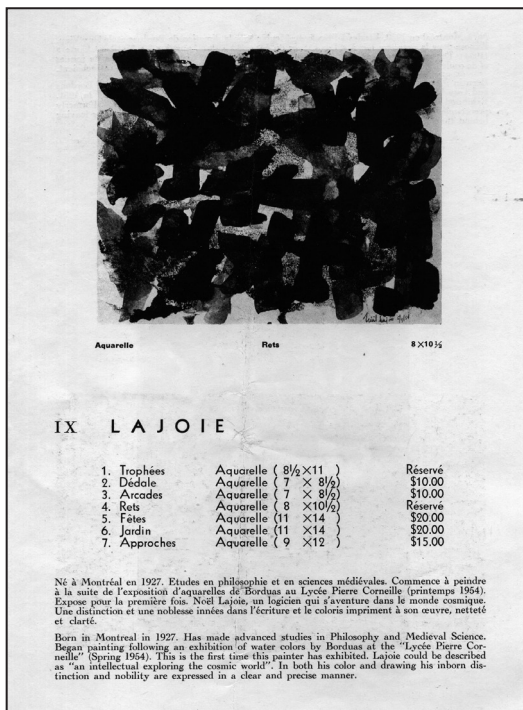 Aquarelle Rets 8 X10 ½
IX LAJOIE
1. Trophées Aquarelle ( 8½ X11 ) Réservé
2. Dédale Aquarelle ( 7 X 8½) $10.00
3. Arcades Aquarelle ( 7 X 8½) $10.00
4. Rets Aquarelle ( 8 X10½) Réservé
5. Fêtes Aquarelle (11 X14 ) $20.00
6. Jardin Aquarelle (11 X14 ) $20.00
7. Approches Aquarelle ( 9 X12 ) $15.00
Né à Montréal en 1927. Etudes en philosophie et en sciences médiévales. Commence à peindre
à la suite de l'exposition d'aquarelles de Borduas au Lycée Pierre Corneille (printemps 1954).
Expose pour la première fois. Noël Lajoie, un logicien qui s'aventure dans le monde cosmique.
Une distinction et une noblesse innées dans l'écriture et le coloris impriment à son œuvre, netteté
et clarté.
Born in Montreal in 1927. Has made advanced studies in Philosophy and Medieval Science.
Began painting following an exhibition of water colors by Borduas at the "Lycée Pierre Cor-
neille" (Spring 1954). This is the first time this painter has exhibited. Lajoie could be described
as "an intellectual exploring the cosmic world". In both his color and drawing his inborn dis-
tinction and nobility are expressed in a clear and precise manner.